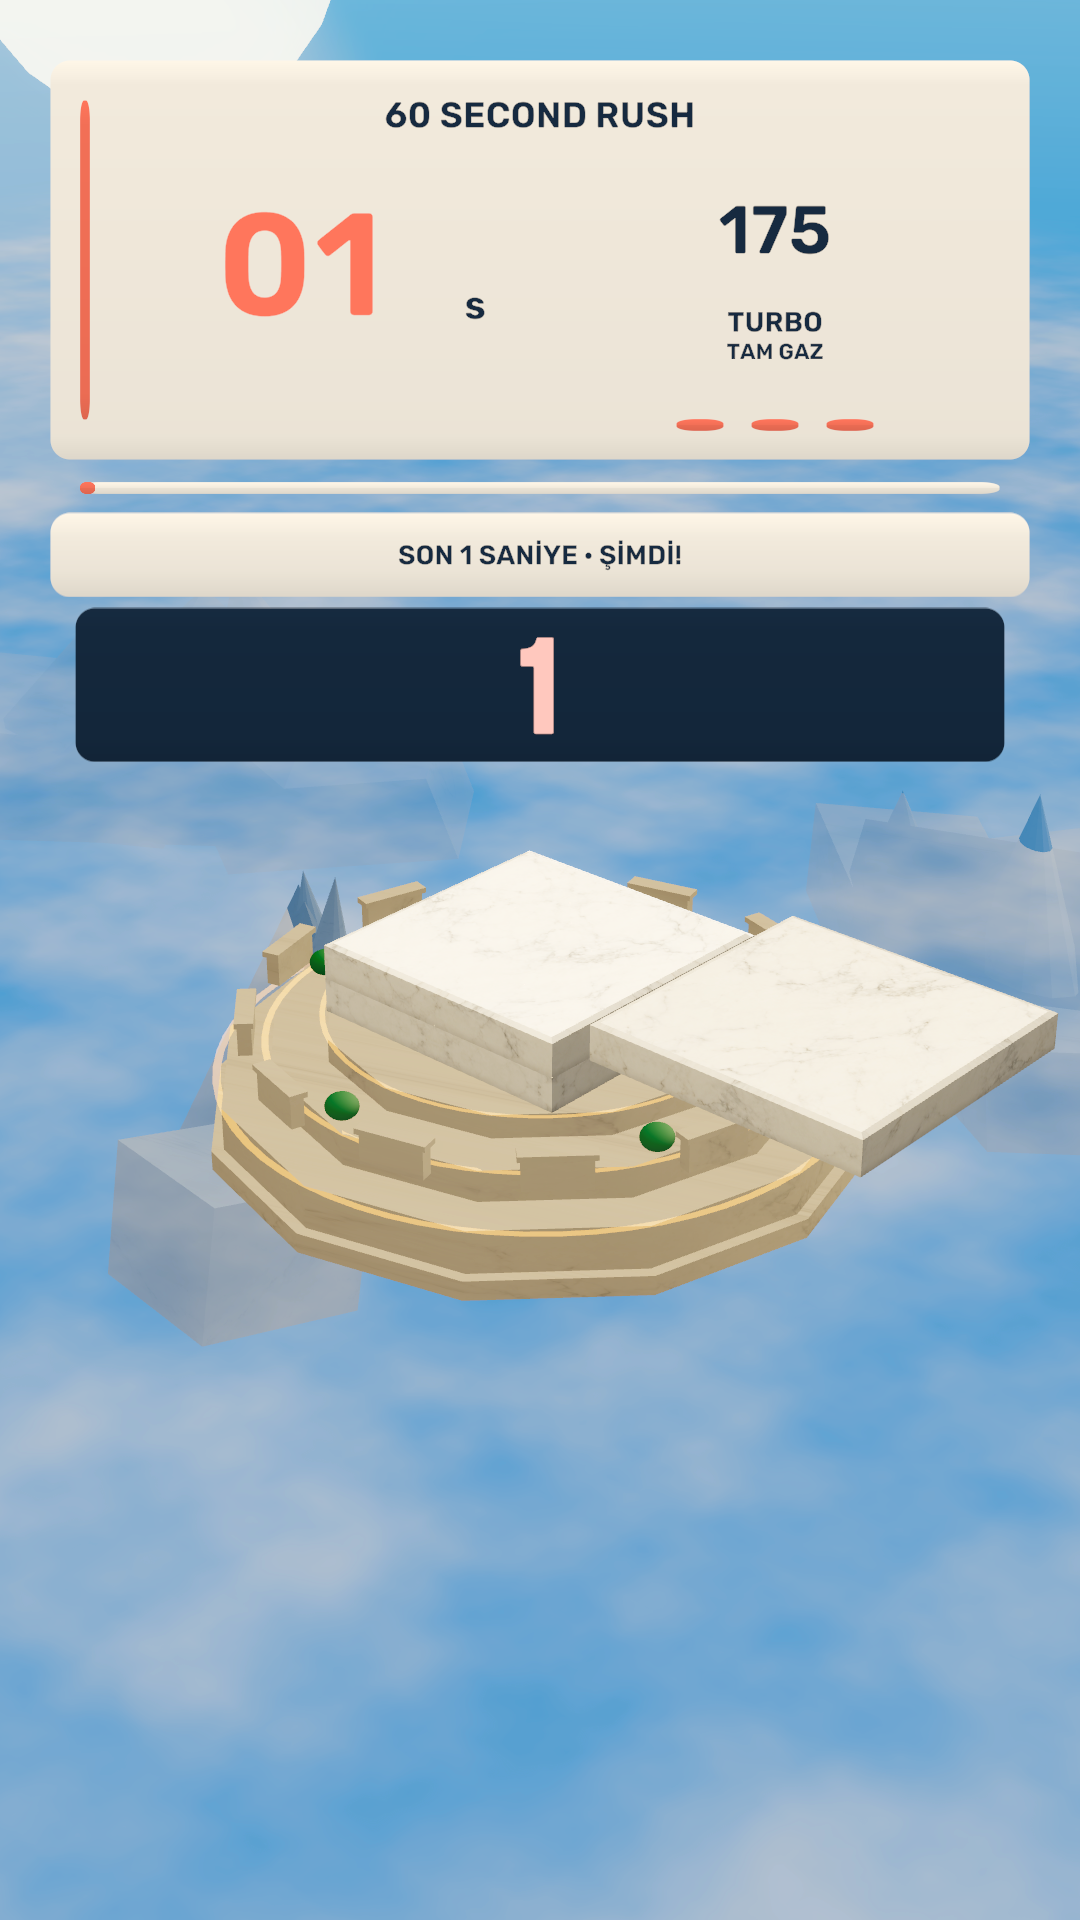 60 SECOND RUSH
01 s
175
TURBO
TAM GAZ
SON 1 SANİYE • ŞİMDİ!
1